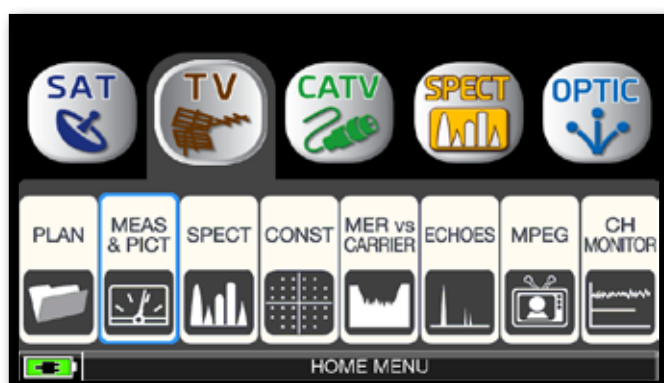 SAT
TV
CATV
SPECT
OPTIC
PLAN
MEAS
& PICT
SPECT
CONST
MER vs
CARRIER
ECHOES
MPEG
CH
MONITOR
HOME MENU